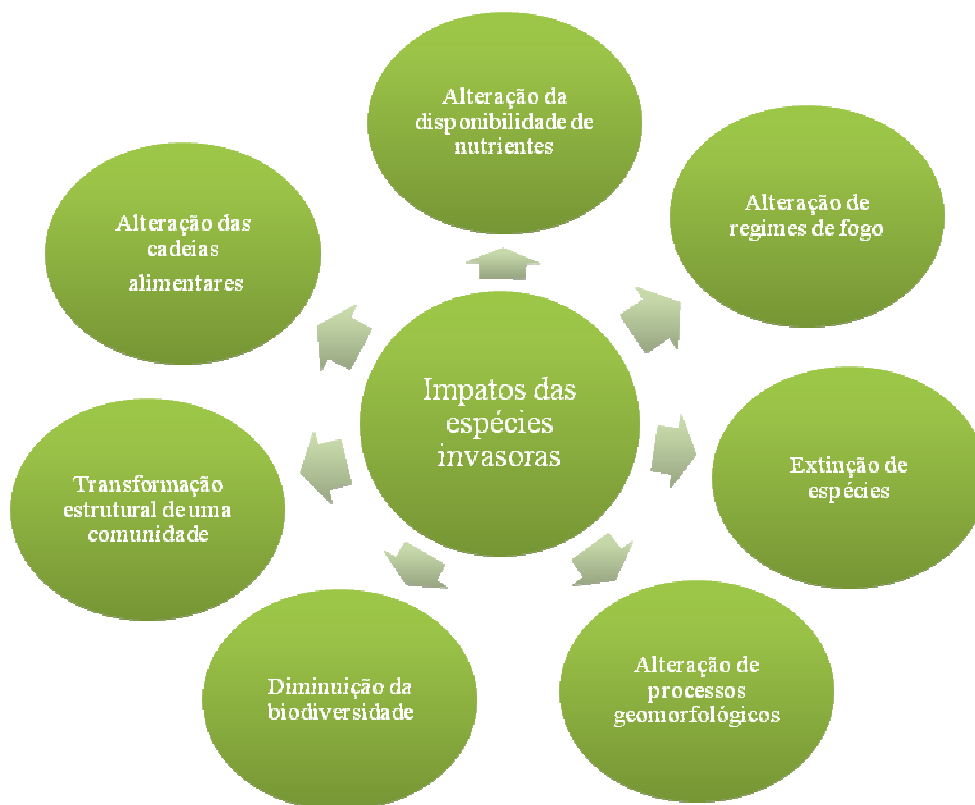 Alteração da
disponibilidade de
nutrientes
Alteração de
regimes de fogo
Alteração das
cadeias
alimentares
Impatos das
espécies
invasoras
Extinção de
espécies
Transformação
estrutural de uma
comunidade
Diminuição da
biodiversidade
Alteração de
processos
geomorfológicos